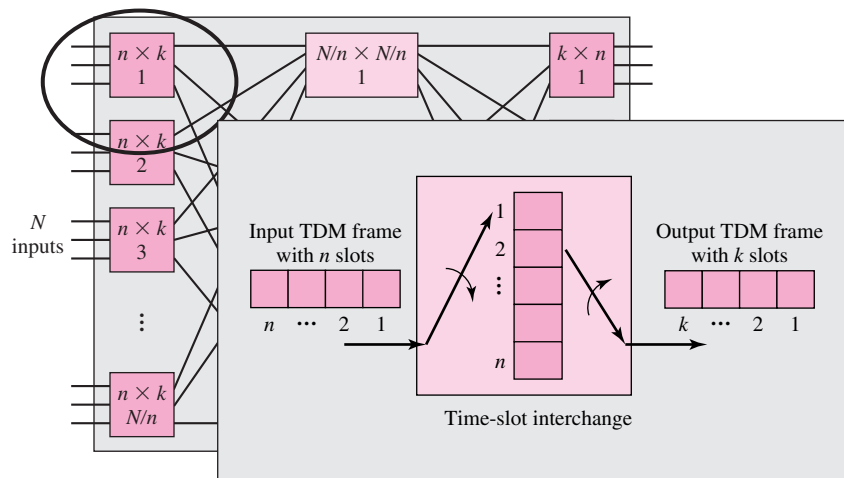 n × k
1
N/n × N/n
1
k × n
1
n × k
2
N
inputs
n × k
3
⋮
n × k
N/n
Input TDM frame
with n slots
n ... 2 1
1
2
⋮
n
Output TDM frame
with k slots
k ... 2 1
Time-slot interchange